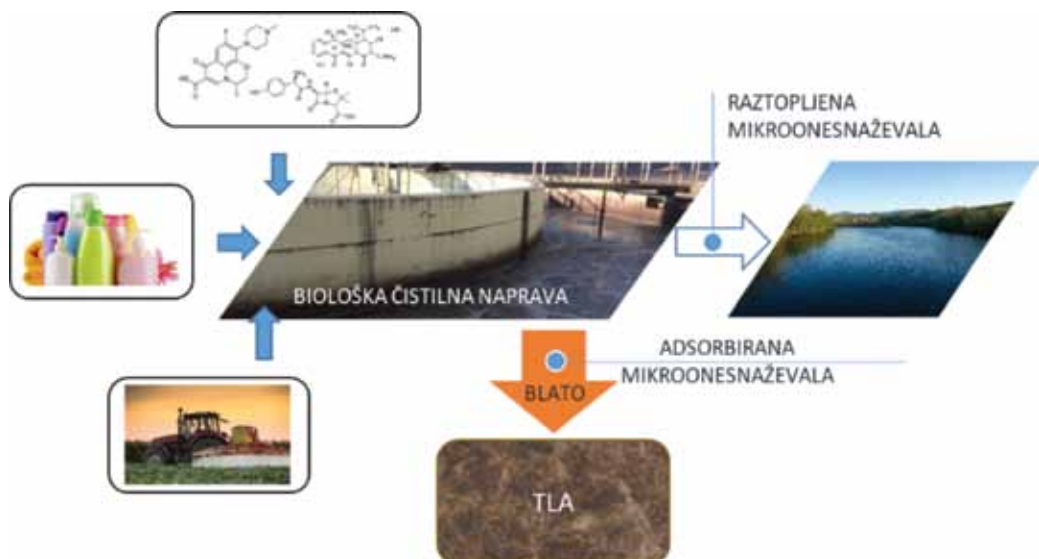 RAZTOPLJENA
MIKROONESNAŽEVALA
BIOLOŠKA ČISTILNA NAPRAVA
ADSORBIRANA
MIKROONESNAŽEVALA
BLATO
TLA